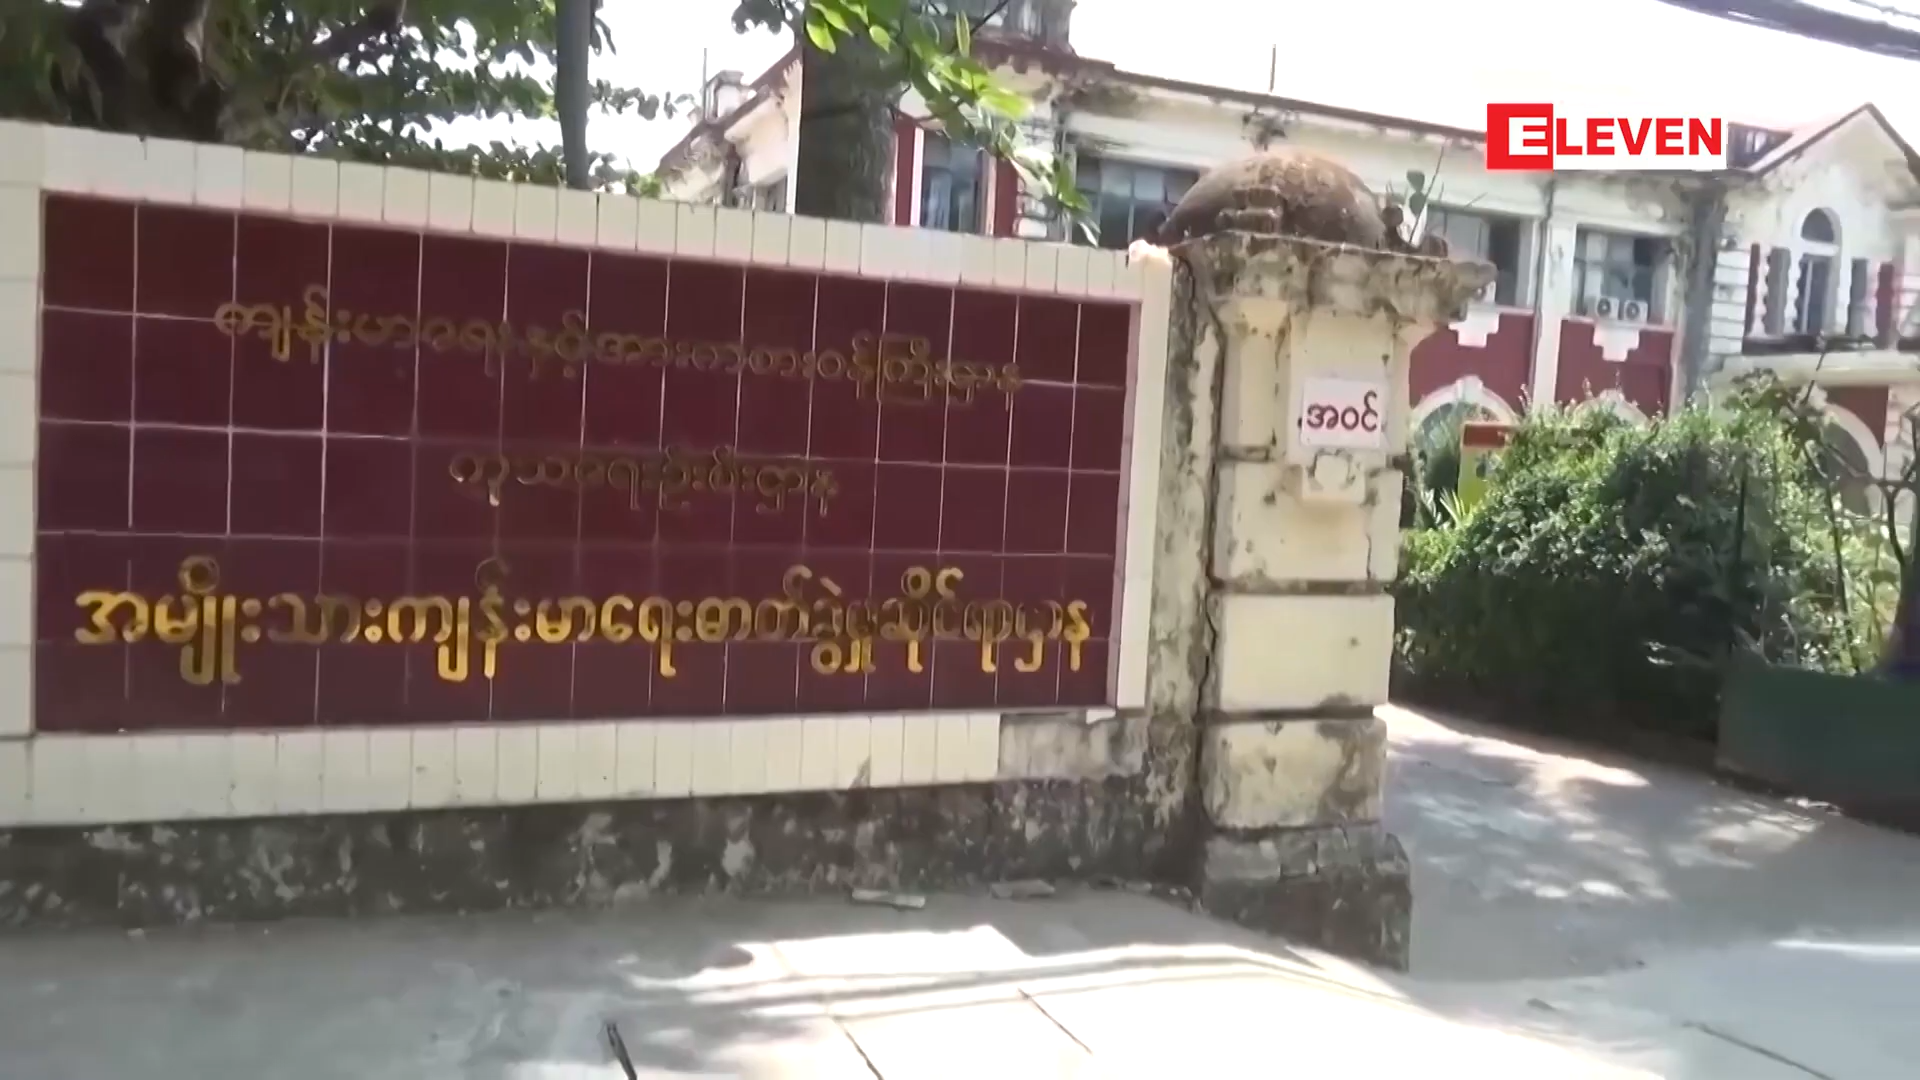 ELEVEN
ကျန်းမာရေးနှင့်အားကစားဝန်ကြီးဌာန
ကုသရေးဦးစီးဌာန
အမျိုးသားကျန်းမာရေးဓာတ်ခွဲမှုဆိုင်ရာဌာန
အဝင်